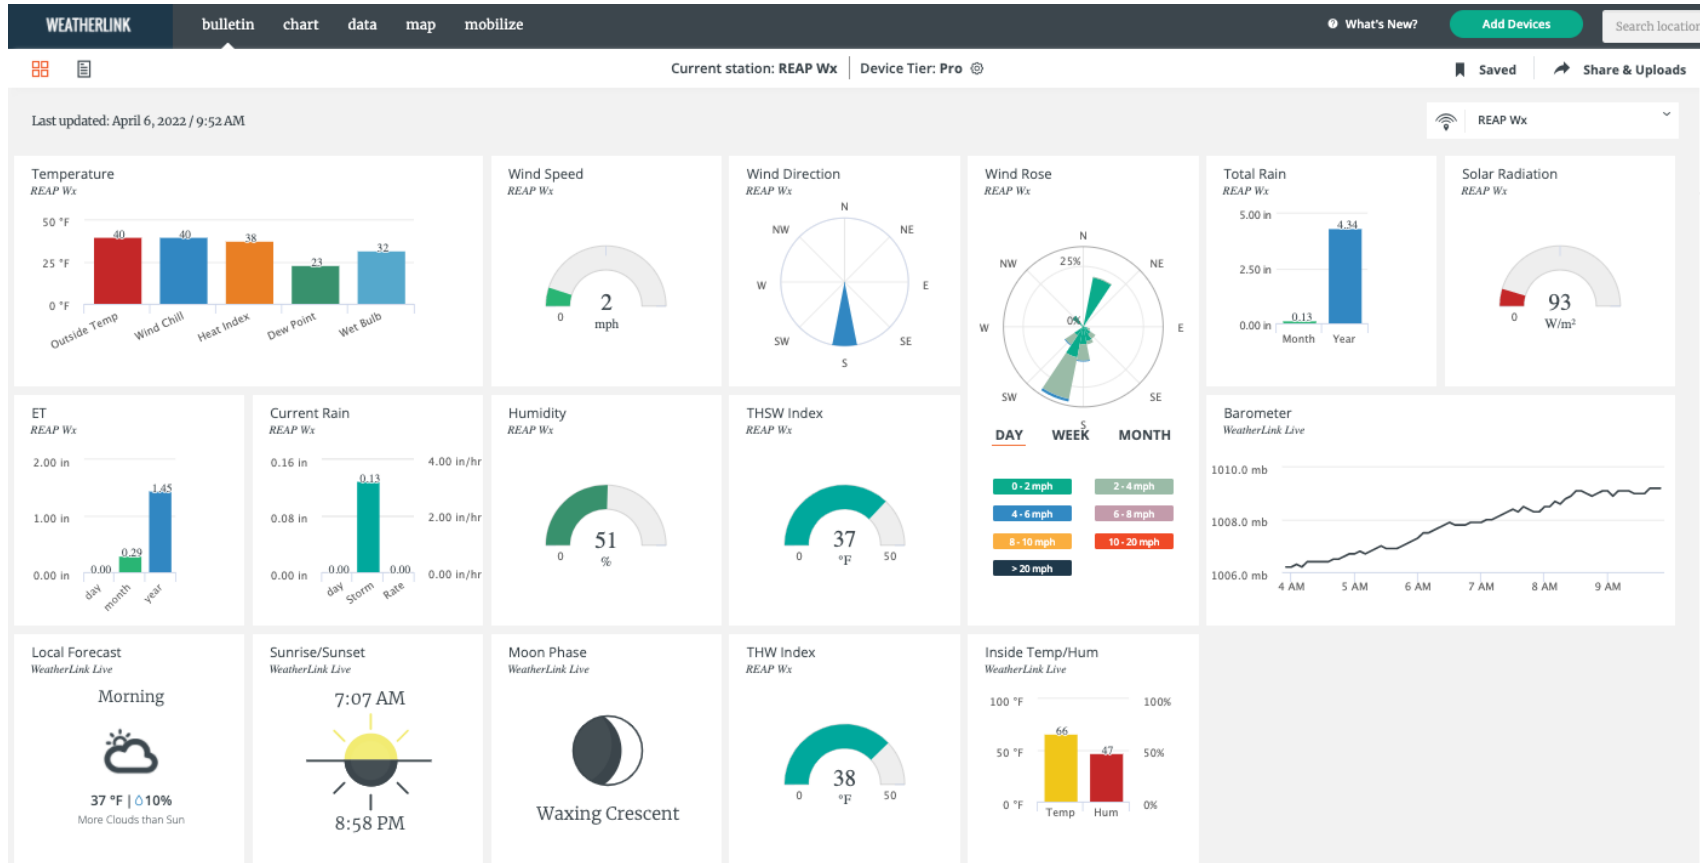 WEATHERLINK bulletin chart data map mobilize What's New? Add Devices Search location
Current station: REAP Wx Device Tier: Pro Saved Share & Uploads
Last updated: April 6, 2022 / 9:52 AM REAP Wx
Temperature
REAP Wx
50 °F
25 °F
0 °F
40 40 38 23 32
Outside Temp Wind Chill Heat Index Dew Point Wet Bulb
Wind Speed
REAP Wx
2
0 mph
Wind Direction
REAP Wx
N
NW NE
W E
SW SE
S
Wind Rose
REAP Wx
N
25%
NW NE
0%
W E
SW SE
S
DAY WEEK MONTH
0 - 2 mph 2 - 4 mph
4 - 6 mph 6 - 8 mph
8 - 10 mph 10 - 20 mph
> 20 mph
Total Rain
REAP Wx
5.00 in
4.34
2.50 in
0.13
0.00 in
Month Year
Solar Radiation
REAP Wx
93
0 W/m²
ET
REAP Wx
2.00 in
1.45
1.00 in
0.29
0.00 in 0.00
day month year
Current Rain
REAP Wx
0.16 in 4.00 in/hr
0.13
0.08 in 2.00 in/hr
0.00 0.00
0.00 in 0.00 in/hr
day Storm Rate
Humidity
REAP Wx
51
0 %
THSW Index
REAP Wx
37
0 °F 50
Barometer
WeatherLink Live
1010.0 mb
1008.0 mb
1006.0 mb
4 AM 5 AM 6 AM 7 AM 8 AM 9 AM
Local Forecast
WeatherLink Live
Morning
37 °F | 10%
More Clouds than Sun
Sunrise/Sunset
WeatherLink Live
7:07 AM
8:58 PM
Moon Phase
WeatherLink Live
Waxing Crescent
THW Index
REAP Wx
38
0 °F 50
Inside Temp/Hum
WeatherLink Live
100 °F 100%
66
50 °F 47 50%
0 °F 0%
Temp Hum